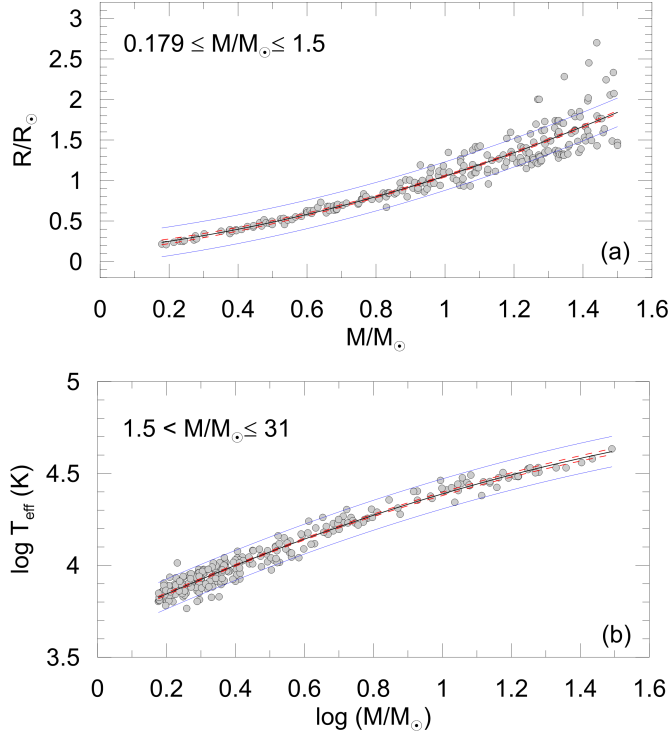 3
2.5
2
1.5
1
0.5
0
R/R☉
0.179 ≤ M/M☉ ≤ 1.5
(a)
0 0.2 0.4 0.6 0.8 1 1.2 1.4 1.6
M/M☉
5
4.5
4
3.5
log T_eff (K)
1.5 < M/M☉ ≤ 31
(b)
0 0.2 0.4 0.6 0.8 1 1.2 1.4 1.6
log (M/M☉)